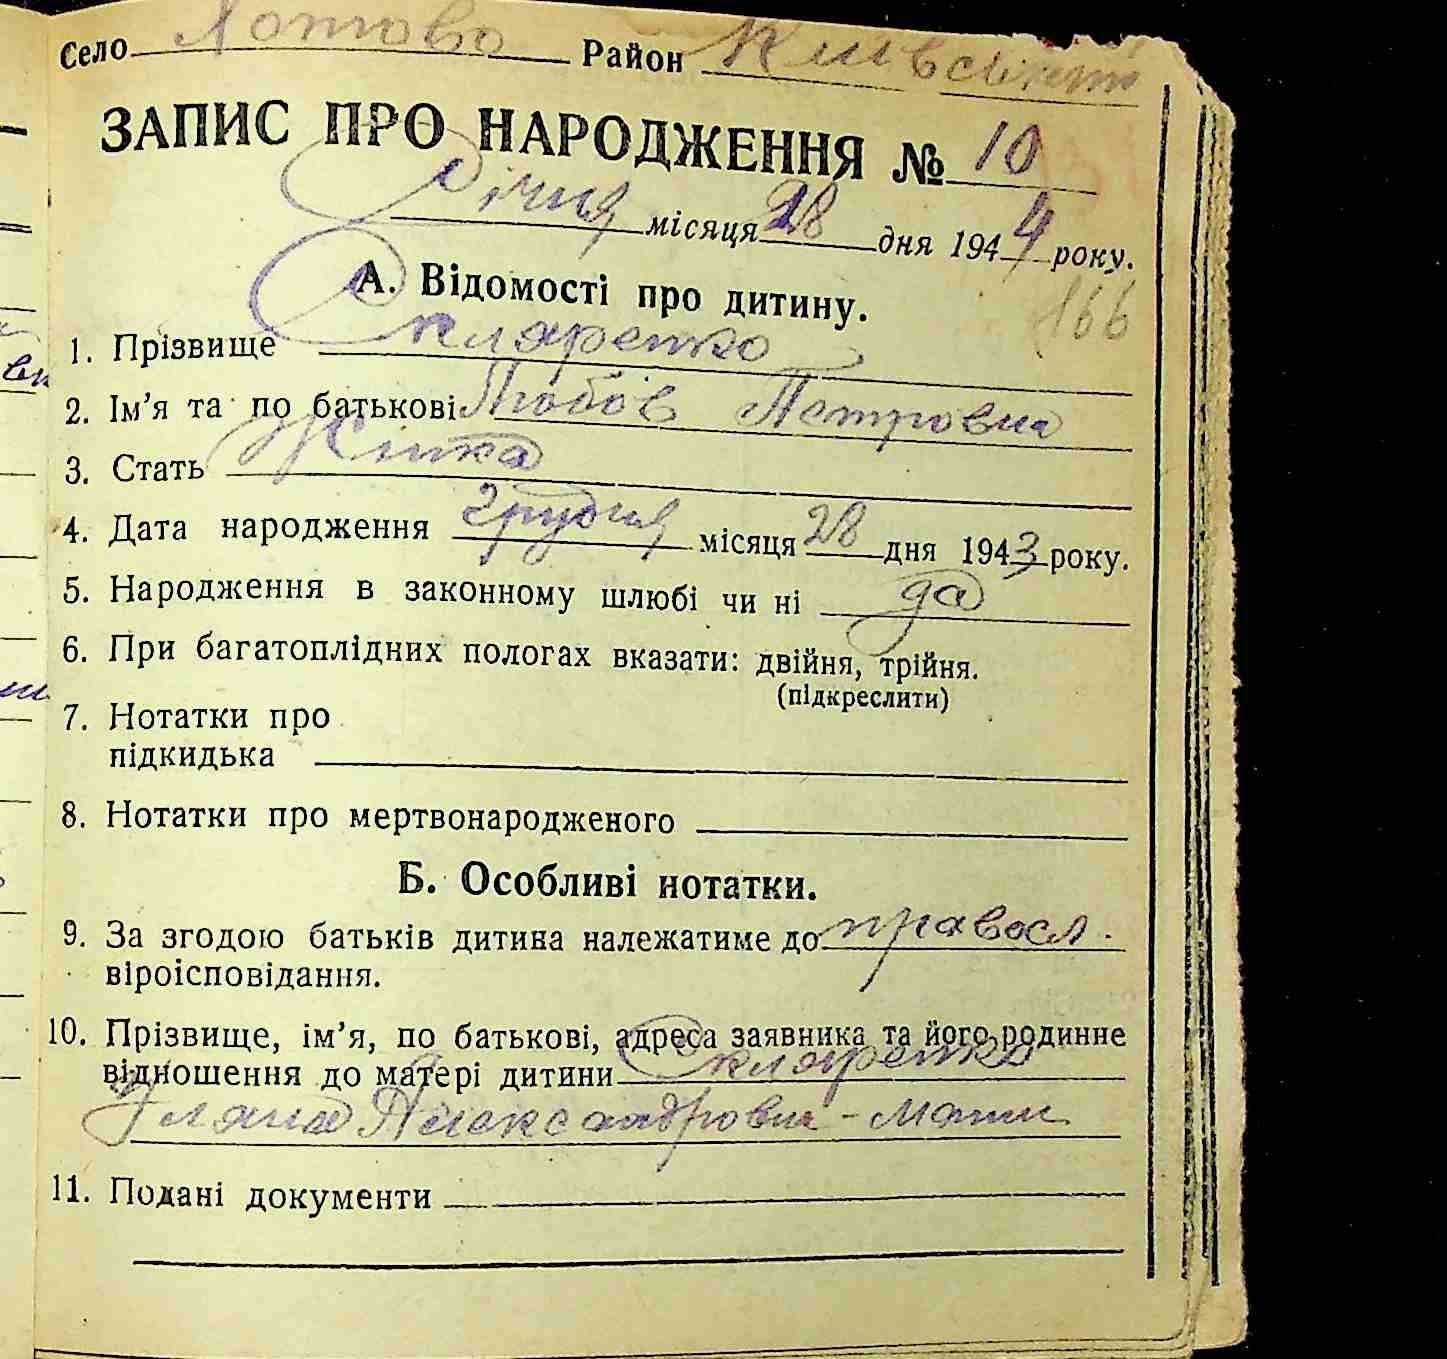 Село Хотово Район Київський
ЗАПИС ПРО НАРОДЖЕННЯ № 10
Січня місяця 28 дня 1944 року.
166
А. Відомості про дитину.
1. Прізвище Скляренко
2. Ім’я та по батькові Любов Петровна
3. Стать Жінка
4. Дата народження грудня місяця 28 дня 1943 року.
5. Народження в законному шлюбі чи ні да
6. При багатоплідних пологах вказати: двійня, трійня.
(підкреслити)
7. Нотатки про
підкидька
8. Нотатки про мертвонародженого
Б. Особливі нотатки.
9. За згодою батьків дитина належатиме до правосл.
віроісповідання.
10. Прізвище, ім’я, по батькові, адреса заявника та його родинне
відношення до матері дитини Скляренко
Уляна Александровна - мати
11. Подані документи